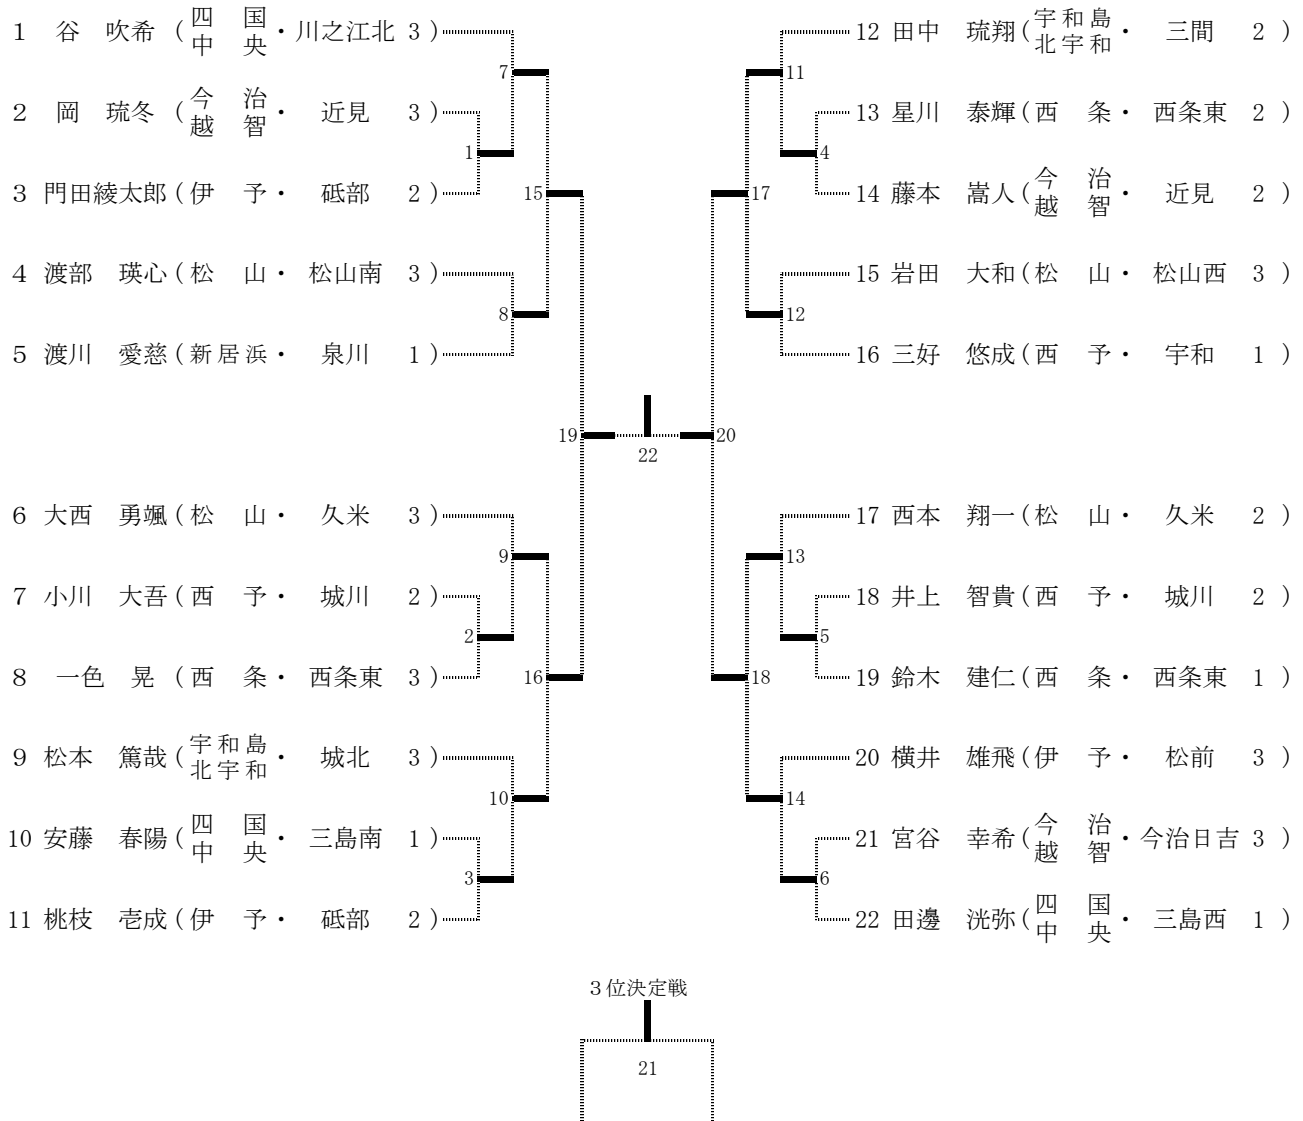 1 谷 吹希 (四国中央・川之江北 3)
2 岡 琉冬 (今治越智・近見 3)
3 門田綾太郎(伊予・砥部 2)
4 渡部 瑛心(松山・松山南 3)
5 渡川 愛慈(新居浜・泉川 1)
6 大西 勇颯(松山・久米 3)
7 小川 大吾(西予・城川 2)
8 一色 晃 (西条・西条東 3)
9 松本 篤哉(宇和島北宇和・城北 3)
10 安藤 春陽(四国中央・三島南 1)
11 桃枝 壱成(伊予・砥部 2)
7
1
15
8
19
9
2
16
10
3
22
12 田中 琉翔(宇和島北宇和・三間 2)
13 星川 泰輝(西条・西条東 2)
14 藤本 嵩人(今治越智・近見 2)
15 岩田 大和(松山・松山西 3)
16 三好 悠成(西予・宇和 1)
17 西本 翔一(松山・久米 2)
18 井上 智貴(西予・城川 2)
19 鈴木 建仁(西条・西条東 1)
20 横井 雄飛(伊予・松前 3)
21 宮谷 幸希(今治越智・今治日吉 3)
22 田邊 洸弥(四国中央・三島西 1)
11
4
17
12
20
13
5
18
14
6
3位決定戦
21